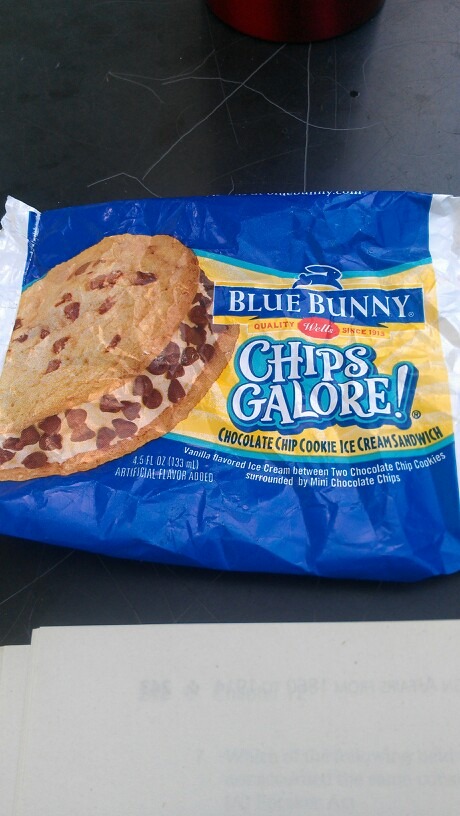 BLUE BUNNY®
QUALITY Wells SINCE 1913
CHIPS
GALORE!®
CHOCOLATE CHIP COOKIE ICE CREAM SANDWICH
Vanilla flavored Ice Cream between Two Chocolate Chip Cookies
surrounded by Mini Chocolate Chips
4.5 FL OZ (133 mL)
ARTIFICIAL FLAVOR ADDED